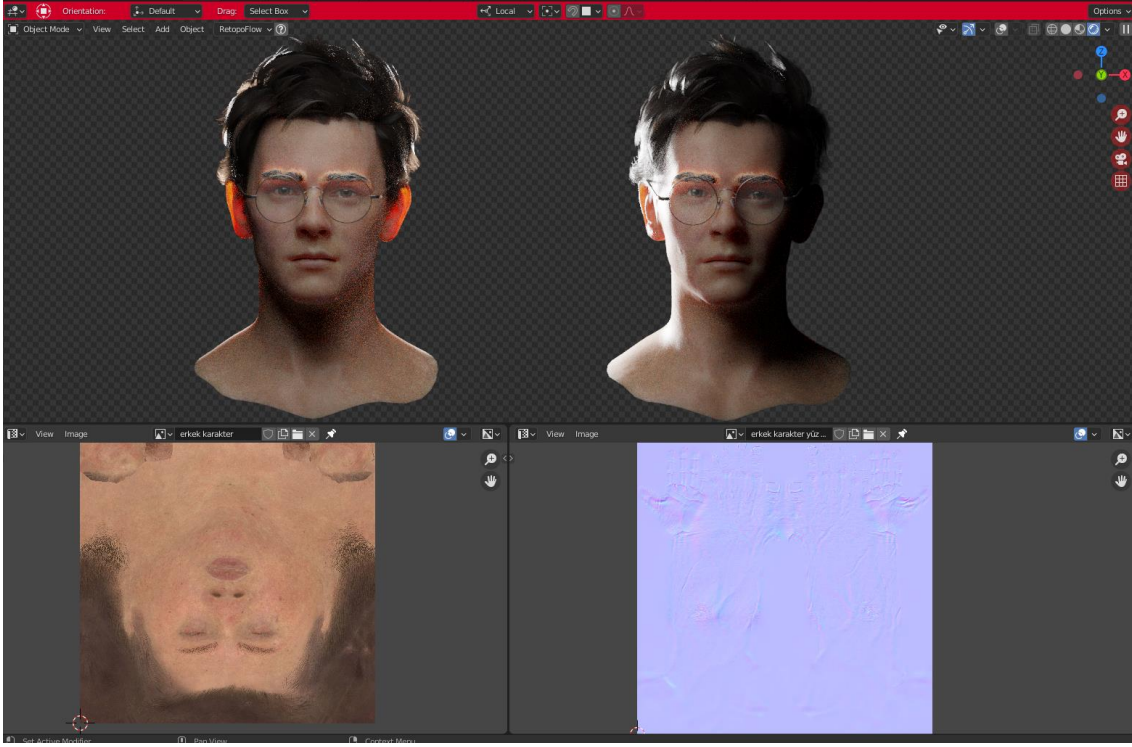 Orientation: Default Drag: Select Box Local Options
Object Mode View Select Add Object RetopoFlow
Z
Y X
View Image erkek karakter View Image erkek karakter yüz...
Set Active Modifier Pan View Context Menu